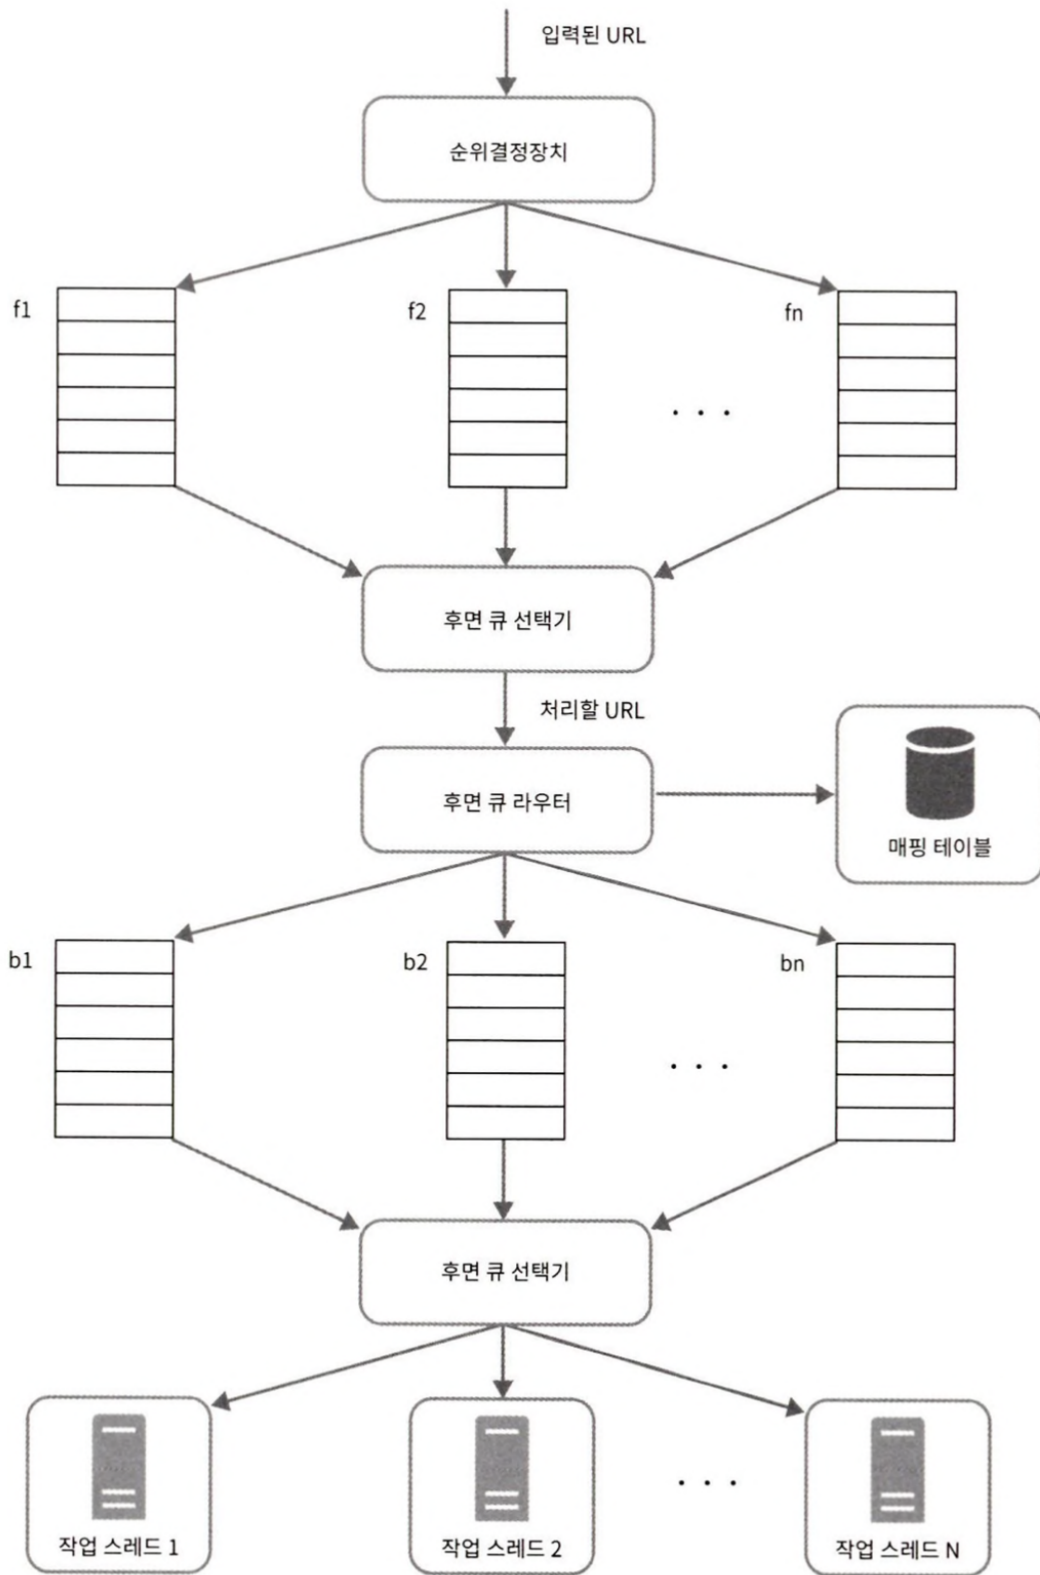 입력된 URL
순위결정장치
f1
f2
fn
. . .
후면 큐 선택기
처리할 URL
후면 큐 라우터
매핑 테이블
b1
b2
bn
. . .
후면 큐 선택기
. . .
작업 스레드 1
작업 스레드 2
작업 스레드 N